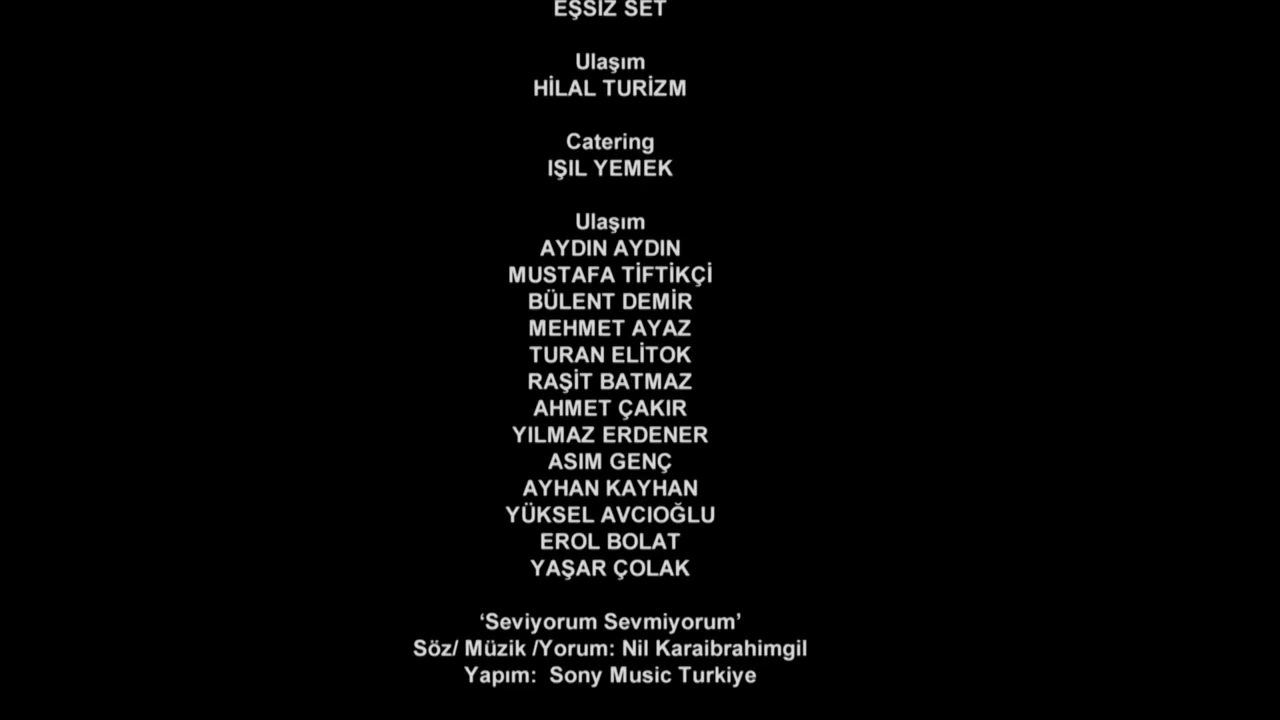 EŞSİZ SET
Ulaşım
HİLAL TURİZM
Catering
IŞIL YEMEK
Ulaşım
AYDIN AYDIN
MUSTAFA TİFTİKÇİ
BÜLENT DEMİR
MEHMET AYAZ
TURAN ELİTOK
RAŞİT BATMAZ
AHMET ÇAKIR
YILMAZ ERDENER
ASIM GENÇ
AYHAN KAYHAN
YÜKSEL AVCIOĞLU
EROL BOLAT
YAŞAR ÇOLAK
‘Seviyorum Sevmiyorum’
Söz/ Müzik /Yorum: Nil Karaibrahimgil
Yapım:  Sony Music Turkiye